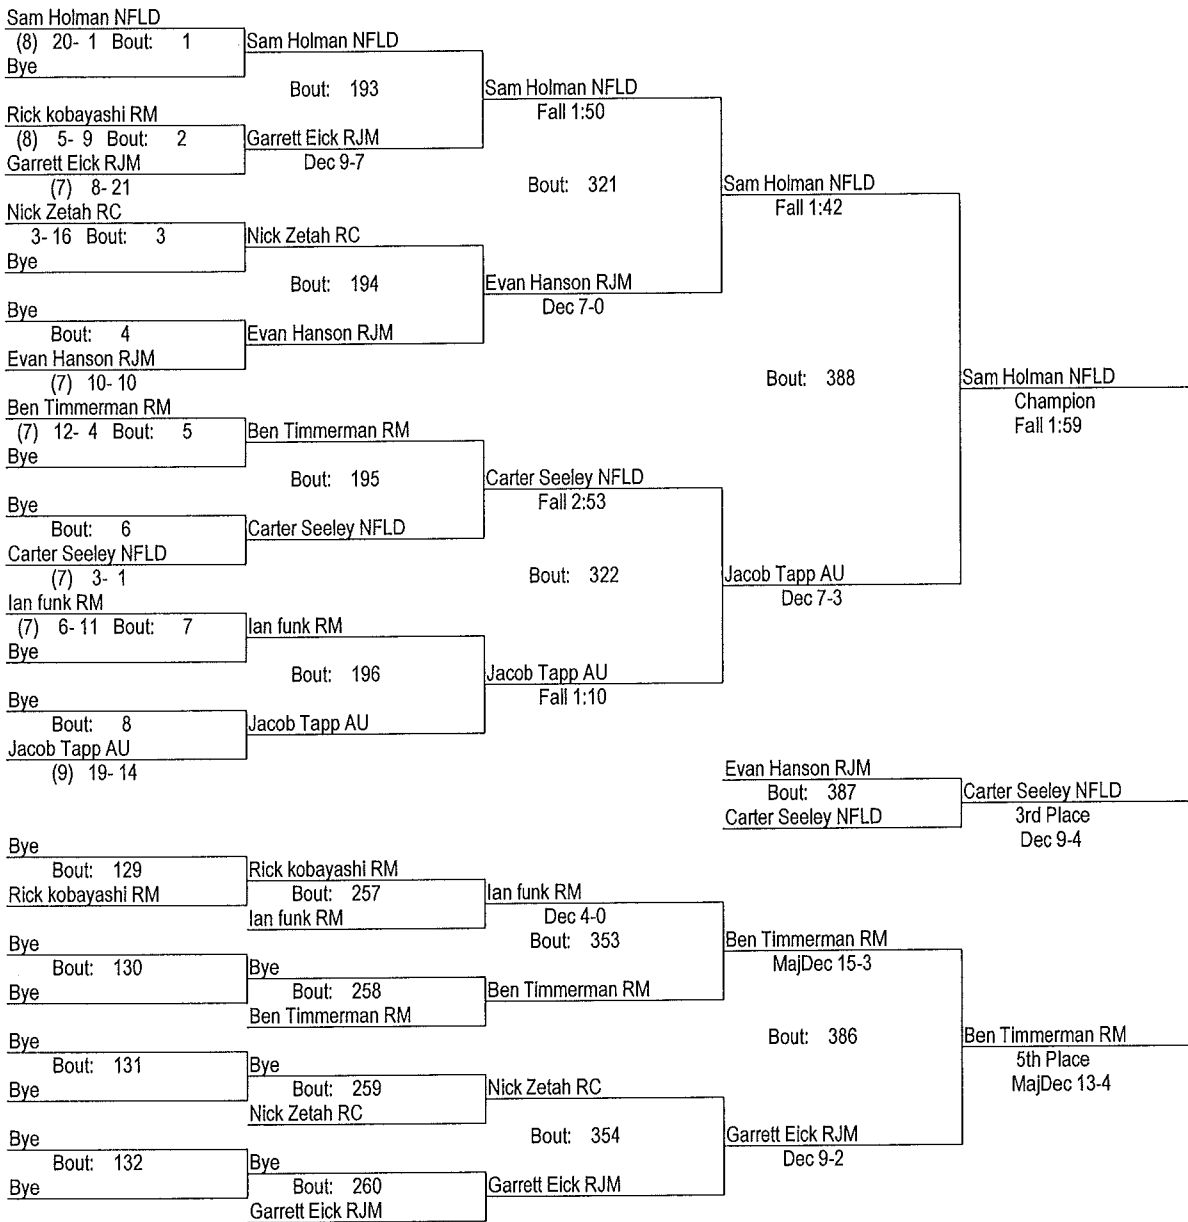 Sam Holman NFLD
(8) 20- 1 Bout: 1
Bye
Sam Holman NFLD
Bout: 193
Rick kobayashi RM
(8) 5- 9 Bout: 2
Garrett Eick RJM
(7) 8- 21
Garrett Eick RJM
Dec 9-7
Sam Holman NFLD
Fall 1:50
Bout: 321
Nick Zetah RC
3- 16 Bout: 3
Bye
Nick Zetah RC
Bout: 194
Bye
Bout: 4
Evan Hanson RJM
(7) 10- 10
Evan Hanson RJM
Evan Hanson RJM
Dec 7-0
Sam Holman NFLD
Fall 1:42
Bout: 388
Ben Timmerman RM
(7) 12- 4 Bout: 5
Bye
Ben Timmerman RM
Bout: 195
Bye
Bout: 6
Carter Seeley NFLD
(7) 3- 1
Carter Seeley NFLD
Carter Seeley NFLD
Fall 2:53
Bout: 322
Ian funk RM
(7) 6- 11 Bout: 7
Bye
Ian funk RM
Bout: 196
Bye
Bout: 8
Jacob Tapp AU
(9) 19- 14
Jacob Tapp AU
Jacob Tapp AU
Fall 1:10
Jacob Tapp AU
Dec 7-3
Sam Holman NFLD
Champion
Fall 1:59
Evan Hanson RJM
Bout: 387
Carter Seeley NFLD
Carter Seeley NFLD
3rd Place
Dec 9-4
Bye
Bout: 129
Rick kobayashi RM
Rick kobayashi RM
Bout: 257
Ian funk RM
Ian funk RM
Dec 4-0
Bout: 353
Bye
Bout: 130
Bye
Bye
Bout: 258
Ben Timmerman RM
Ben Timmerman RM
Ben Timmerman RM
MajDec 15-3
Bout: 386
Bye
Bout: 131
Bye
Bye
Bout: 259
Nick Zetah RC
Nick Zetah RC
Bout: 354
Bye
Bout: 132
Bye
Bye
Bout: 260
Garrett Eick RJM
Garrett Eick RJM
Garrett Eick RJM
Dec 9-2
Ben Timmerman RM
5th Place
MajDec 13-4